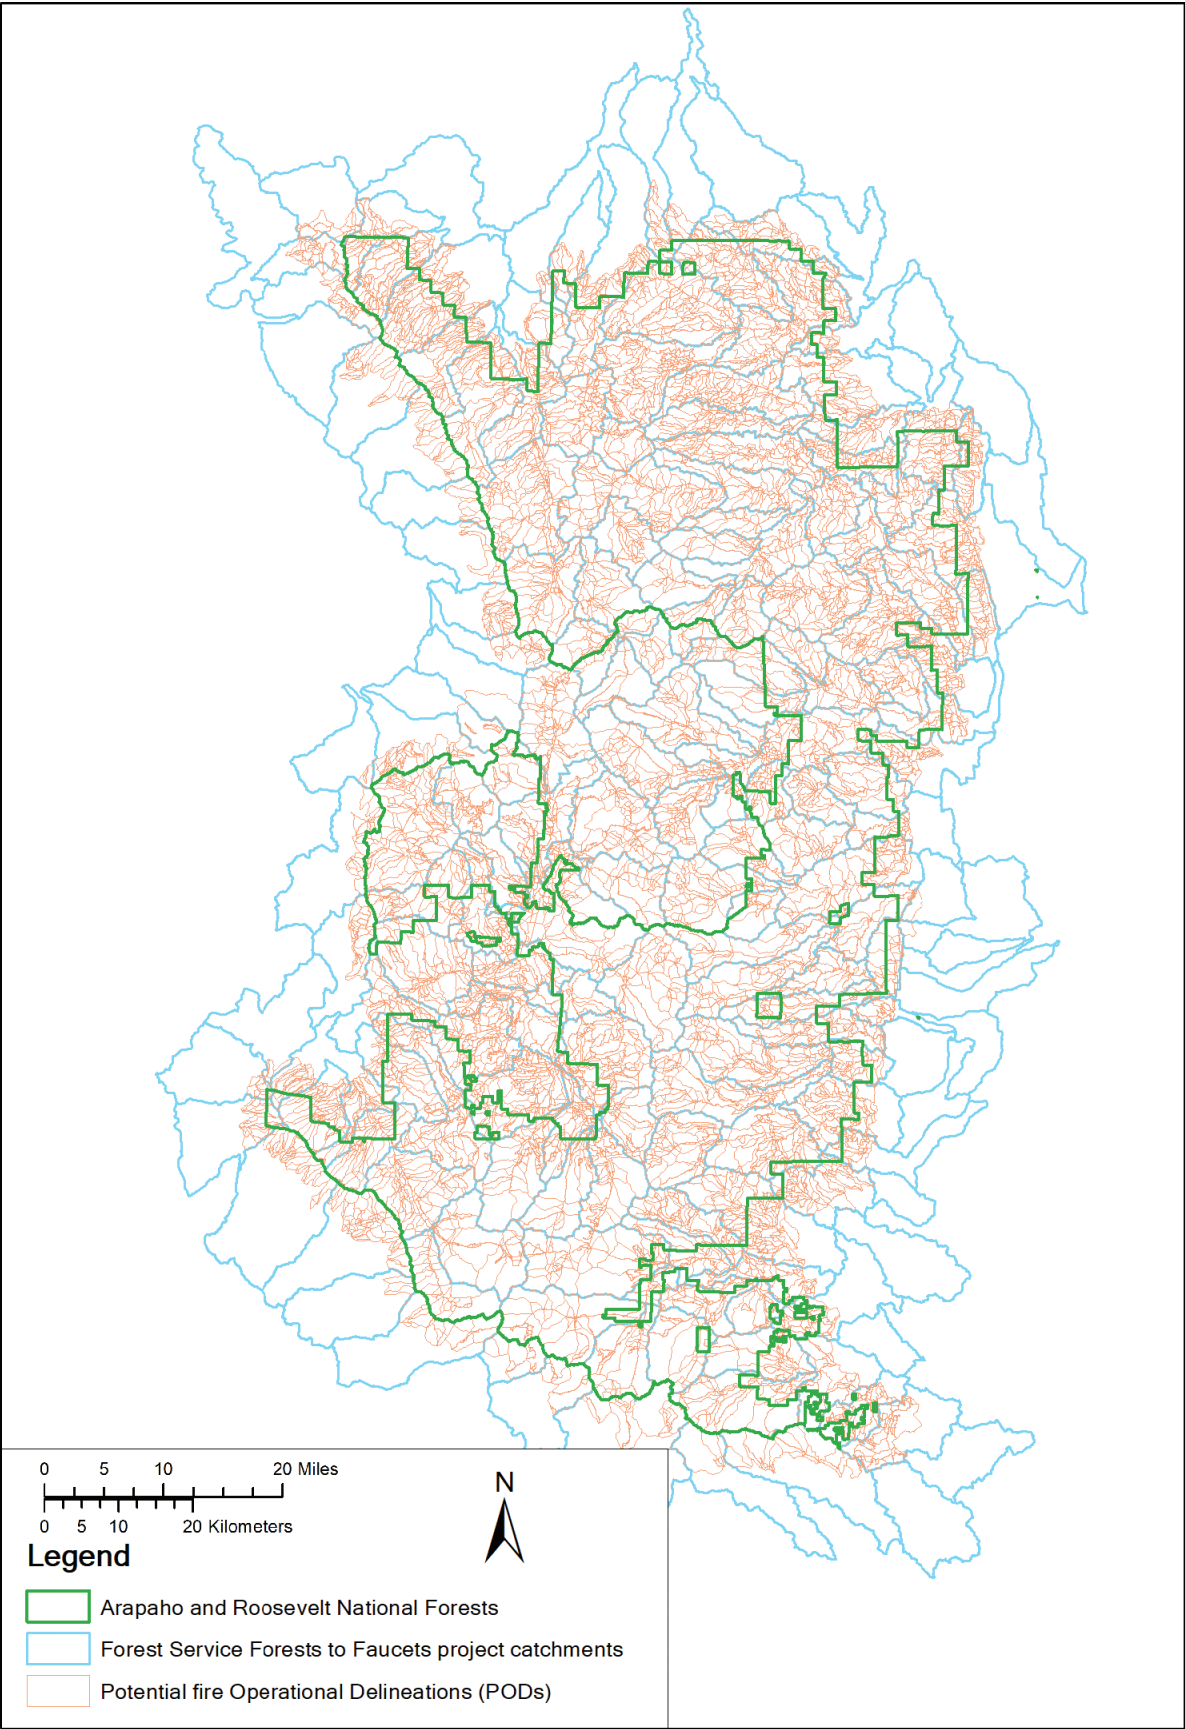 0 5 10 20 Miles
0 5 10 20 Kilometers
N
Legend
Arapaho and Roosevelt National Forests
Forest Service Forests to Faucets project catchments
Potential fire Operational Delineations (PODs)